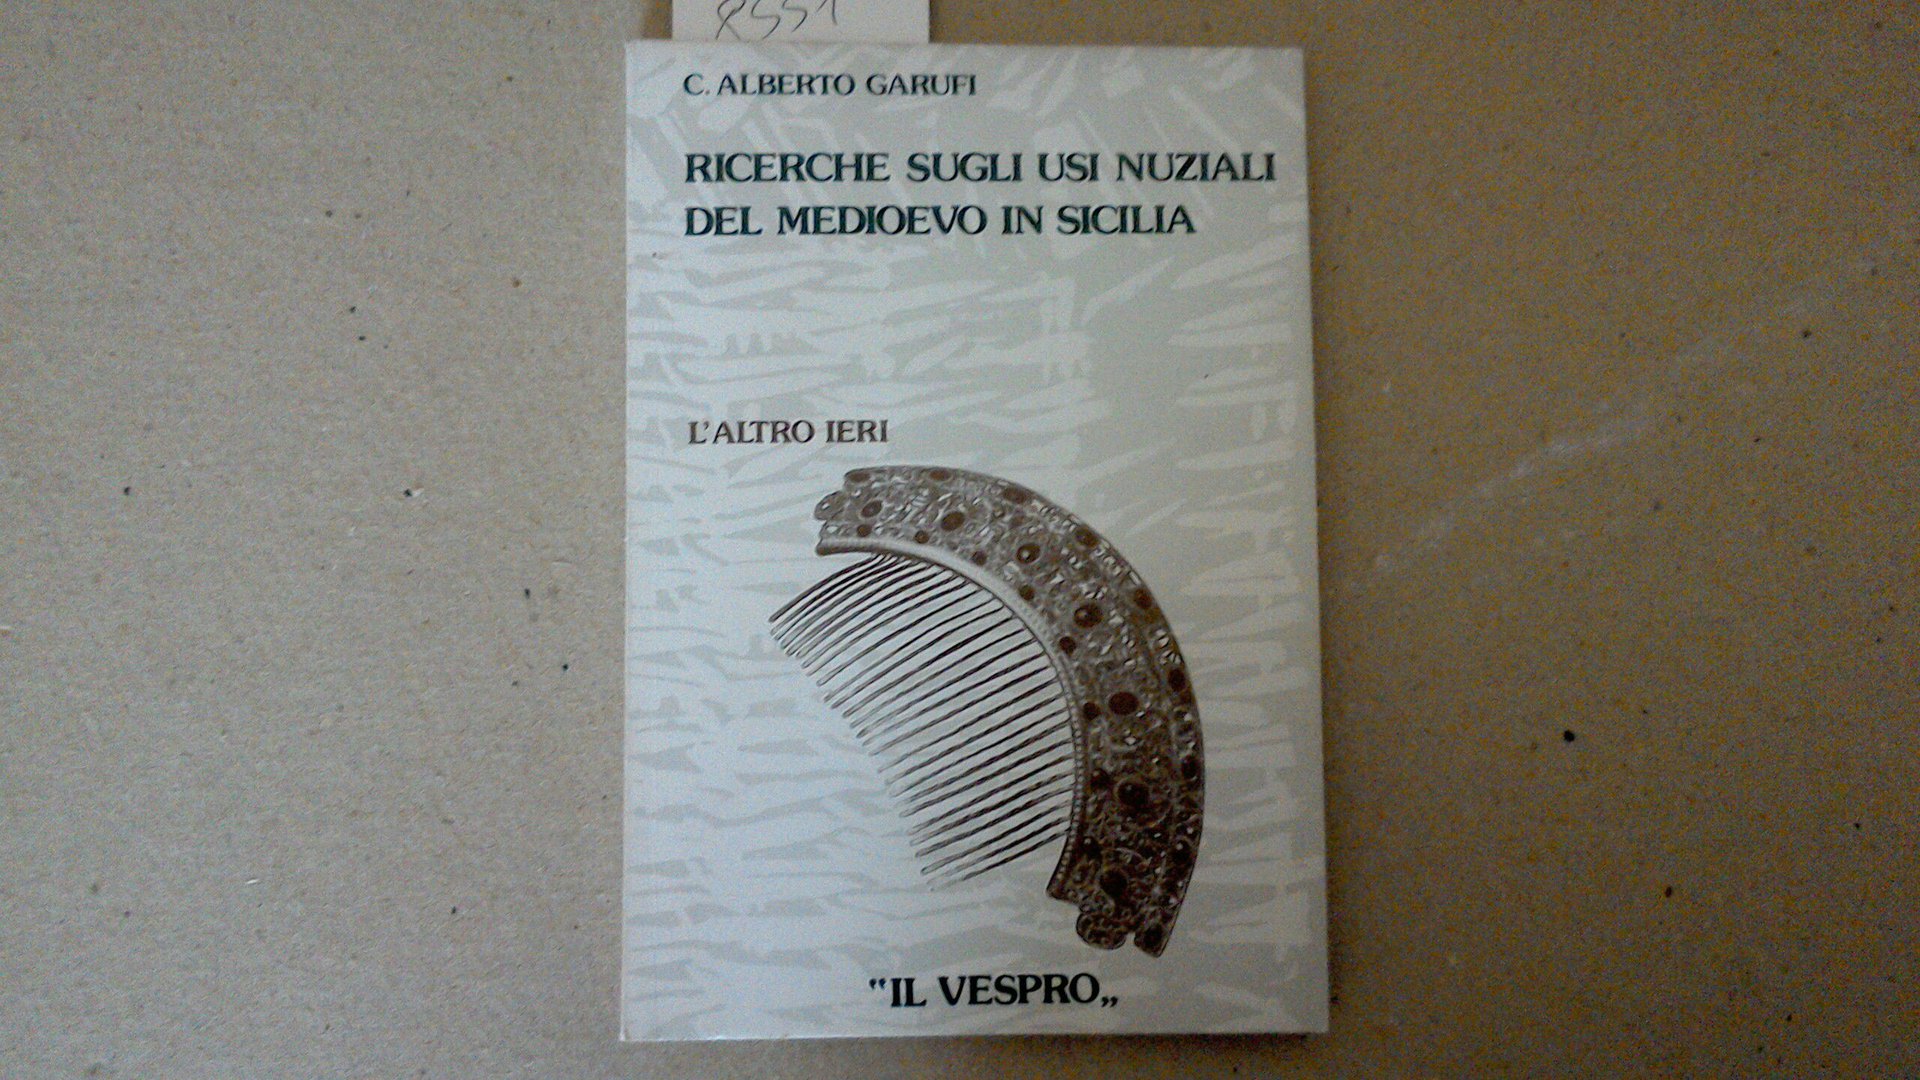 C. ALBERTO GARUFI
RICERCHE SUGLI USI NUZIALI
DEL MEDIOEVO IN SICILIA
L'ALTRO IERI
"IL VESPRO„